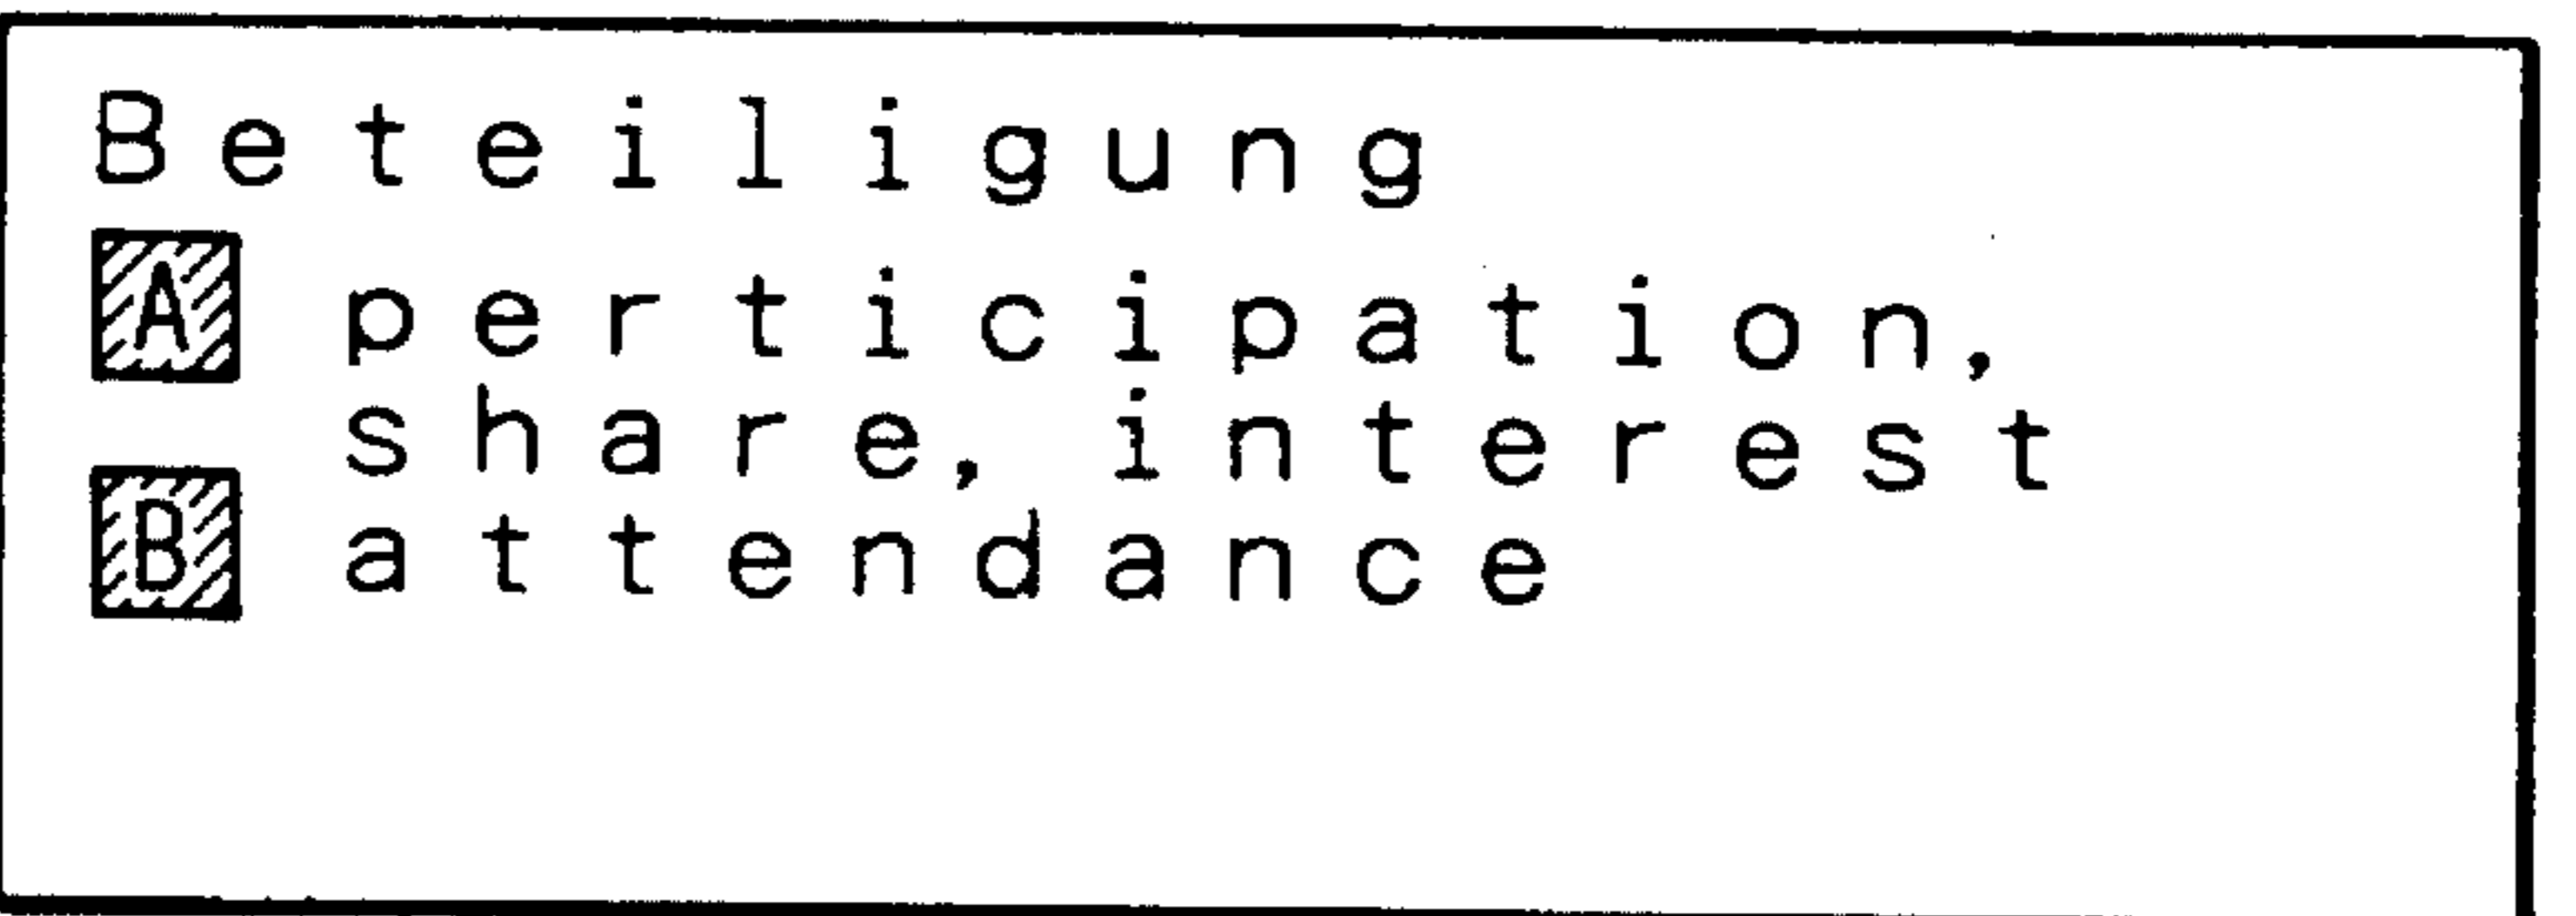 Beteiligung
A perticipation,
share, interest
B attendance